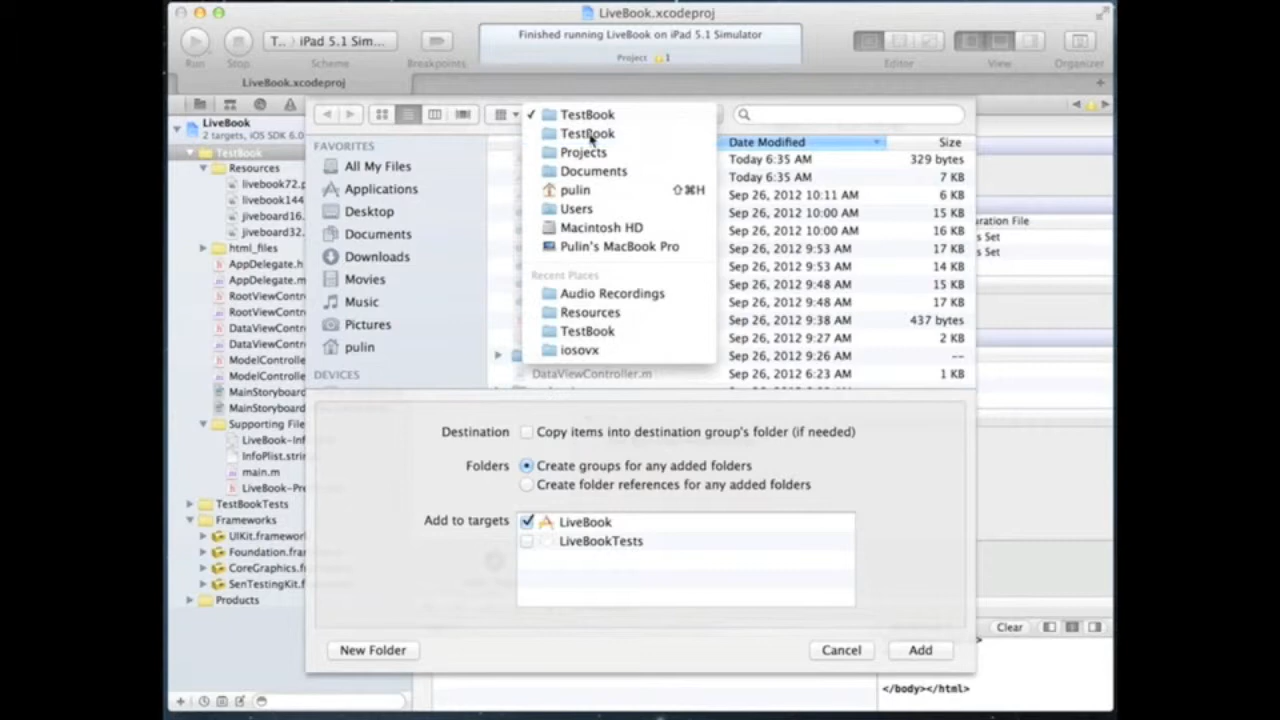 LiveBook.xcodeproj
T.. › iPad 5.1 Sim...
Finished running LiveBook on iPad 5.1 Simulator
Project 1
Run Stop Scheme Breakpoints Editor View Organizer
LiveBook.xcodeproj
LiveBook
2 targets, iOS SDK 6.0
TestBook
Resources
livebook72.p
livebook144.
jiveboard16.
jiveboard32.
html_files
AppDelegate.h
AppDelegate.m
RootViewContr
RootViewContr
DataViewContr
DataViewContr
ModelController
ModelController
MainStoryboard
MainStoryboard
Supporting File
LiveBook-Inf
InfoPlist.strin
main.m
LiveBook-Pre
TestBookTests
Frameworks
UIKit.framewor
Foundation.fra
CoreGraphics.f
SenTestingKit.f
Products
FAVORITES
All My Files
Applications
Desktop
Documents
Downloads
Movies
Music
Pictures
pulin
DEVICES
✓ TestBook
TestBook
Projects
Documents
pulin ⇧⌘H
Users
Macintosh HD
Pulin's MacBook Pro
Recent Places
Audio Recordings
Resources
TestBook
iosovx
DataViewController.m
Date Modified Size
Today 6:35 AM 329 bytes
Today 6:35 AM 7 KB
Sep 26, 2012 10:11 AM 6 KB
Sep 26, 2012 10:00 AM 15 KB
Sep 26, 2012 10:00 AM 16 KB
Sep 26, 2012 9:53 AM 17 KB
Sep 26, 2012 9:53 AM 14 KB
Sep 26, 2012 9:48 AM 15 KB
Sep 26, 2012 9:48 AM 17 KB
Sep 26, 2012 9:38 AM 437 bytes
Sep 26, 2012 9:27 AM 2 KB
Sep 26, 2012 9:26 AM --
Sep 26, 2012 6:23 AM 1 KB
uration File
s Set
s Set
Destination Copy items into destination group's folder (if needed)
Folders Create groups for any added folders
Create folder references for any added folders
Add to targets LiveBook
LiveBookTests
New Folder Cancel Add
Clear
</body></html>